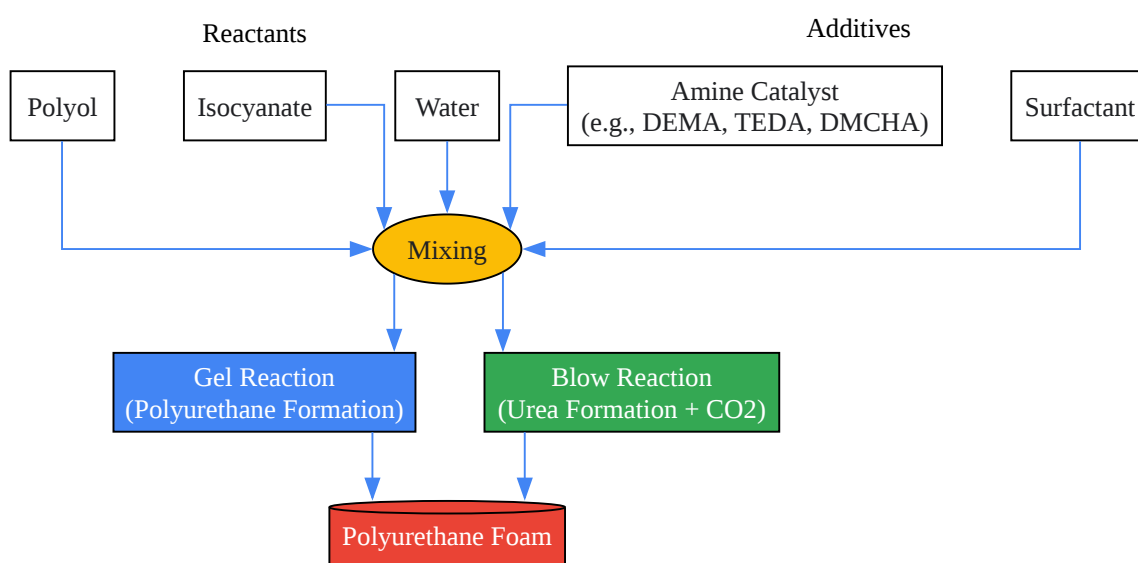 Reactants
Additives
Polyol
Isocyanate
Water
Amine Catalyst
(e.g., DEMA, TEDA, DMCHA)
Surfactant
Mixing
Gel Reaction
(Polyurethane Formation)
Blow Reaction
(Urea Formation + CO2)
Polyurethane Foam